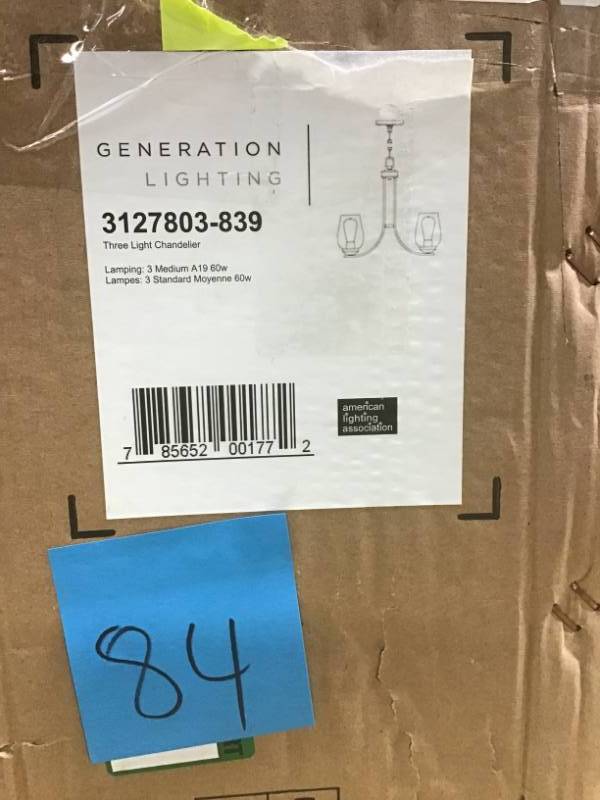 GENERATION
LIGHTING
3127803-839
Three Light Chandelier
Lamping: 3 Medium A19 60w
Lampes: 3 Standard Moyenne 60w
american
lighting
association
7 85652 00177 2
84